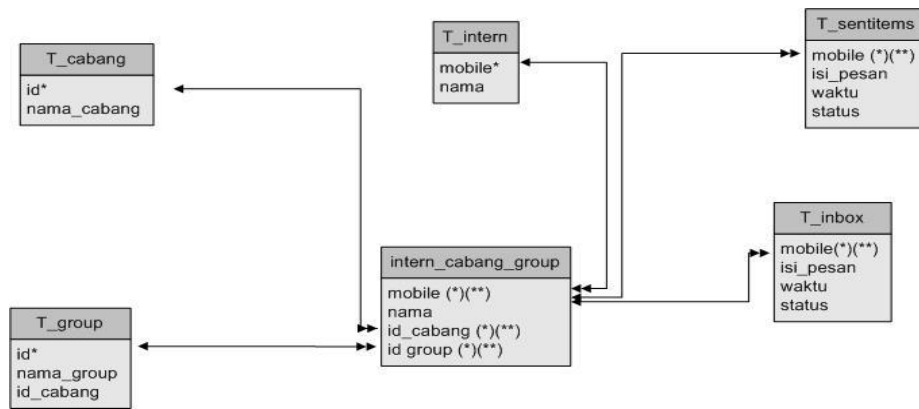 T_cabang
id*
nama_cabang
T_intern
mobile*
nama
T_sentitems
mobile (*)(**)
isi_pesan
waktu
status
T_inbox
mobile(*)(**)
isi_pesan
waktu
status
intern_cabang_group
mobile (*)(**)
nama
id_cabang (*)(**)
id group (*)(**)
T_group
id*
nama_group
id_cabang